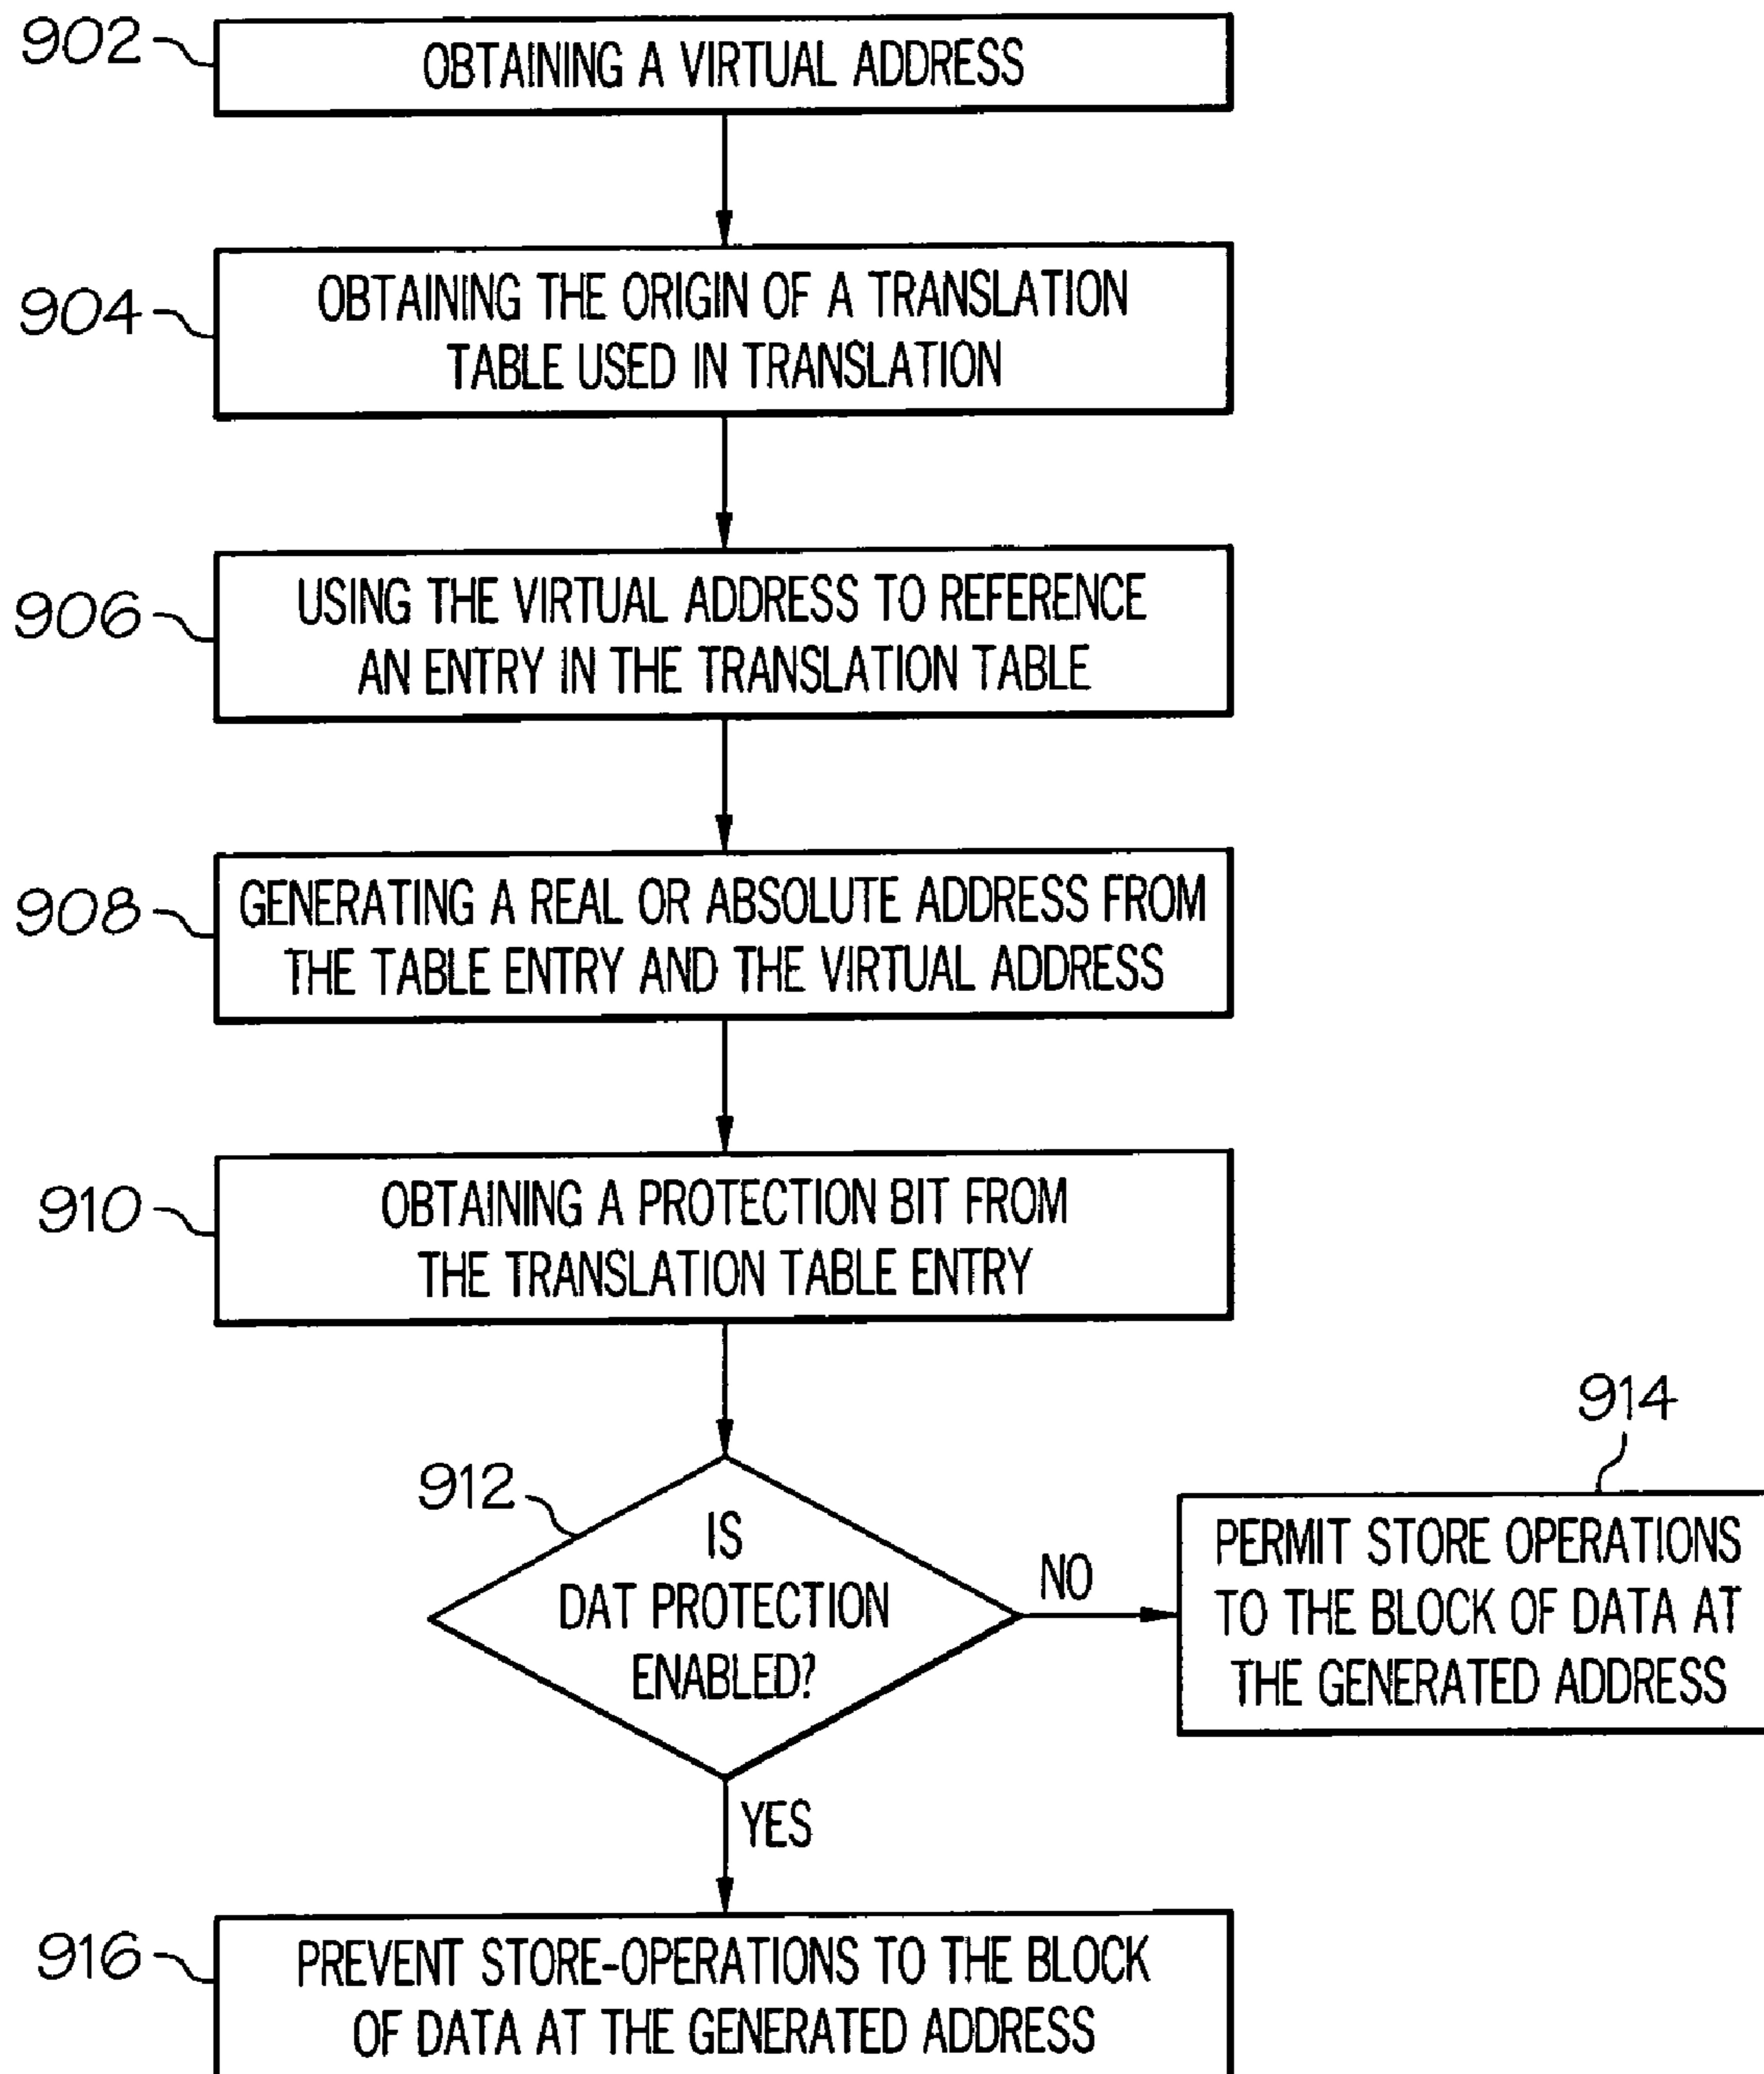 902
OBTAINING A VIRTUAL ADDRESS
904
OBTAINING THE ORIGIN OF A TRANSLATION
TABLE USED IN TRANSLATION
906
USING THE VIRTUAL ADDRESS TO REFERENCE
AN ENTRY IN THE TRANSLATION TABLE
908
GENERATING A REAL OR ABSOLUTE ADDRESS FROM
THE TABLE ENTRY AND THE VIRTUAL ADDRESS
910
OBTAINING A PROTECTION BIT FROM
THE TRANSLATION TABLE ENTRY
912
IS
DAT PROTECTION
ENABLED?
NO
914
PERMIT STORE OPERATIONS
TO THE BLOCK OF DATA AT
THE GENERATED ADDRESS
YES
916
PREVENT STORE-OPERATIONS TO THE BLOCK
OF DATA AT THE GENERATED ADDRESS